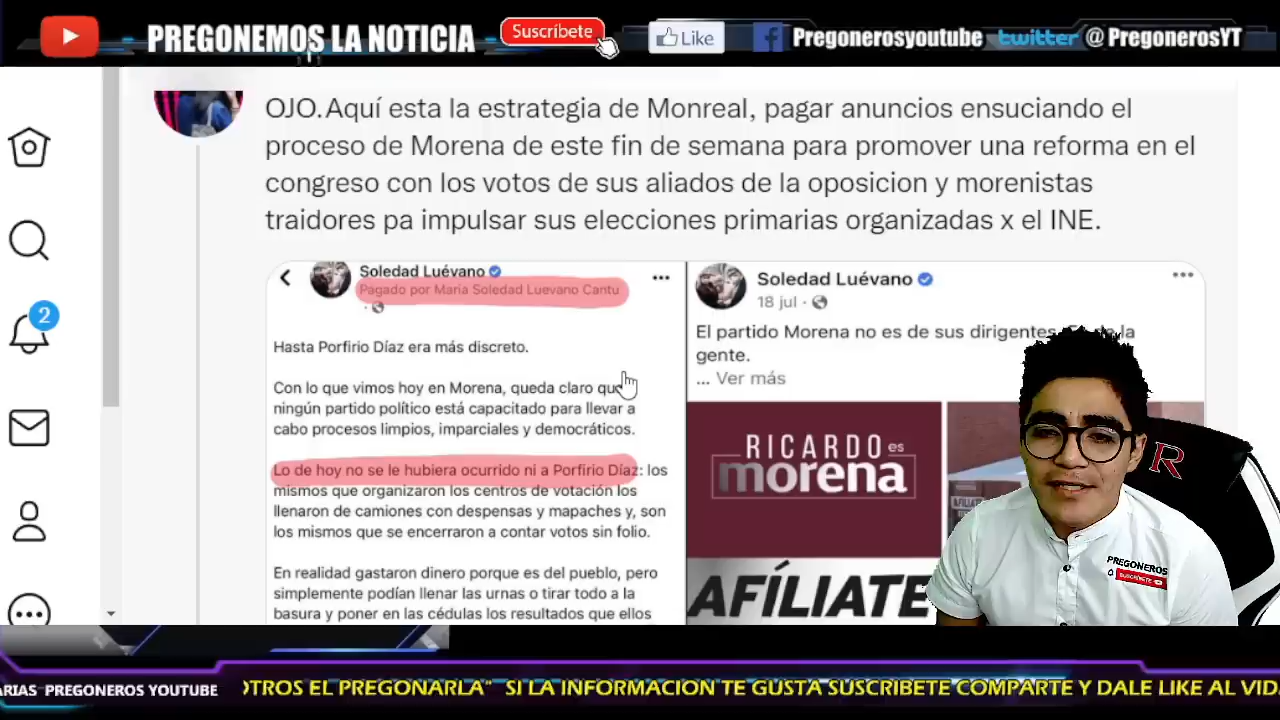 PREGONEMOS LA NOTICIA
Suscríbete
Like
Pregonerosyoutube
twitter @PregonerosYT
OJO.Aquí esta la estrategia de Monreal, pagar anuncios ensuciando el
proceso de Morena de este fin de semana para promover una reforma en el
congreso con los votos de sus aliados de la oposicion y morenistas
traidores pa impulsar sus elecciones primarias organizadas x el INE.
2
Soledad Luévano
Pagado por Maria Soledad Luevano Cantu
Hasta Porfirio Díaz era más discreto.
Con lo que vimos hoy en Morena, queda claro que
ningún partido político está capacitado para llevar a
cabo procesos limpios, imparciales y democráticos.
Lo de hoy no se le hubiera ocurrido ni a Porfirio Díaz: los
mismos que organizaron los centros de votación los
llenaron de camiones con despensas y mapaches y, son
los mismos que se encerraron a contar votos sin folio.
En realidad gastaron dinero porque es del pueblo, pero
simplemente podían llenar las urnas o tirar todo a la
basura y poner en las cédulas los resultados que ellos
Soledad Luévano
18 jul
El partido Morena no es de sus dirigentes. la
gente.
... Ver más
RICARDO es
morena
AFÍLIATE
R
PREGONEROS
SUSCRIBETE
ARIAS PREGONEROS YOUTUBE
OTROS EL PREGONARLA" SI LA INFORMACION TE GUSTA SUSCRIBETE COMPARTE Y DALE LIKE AL VID